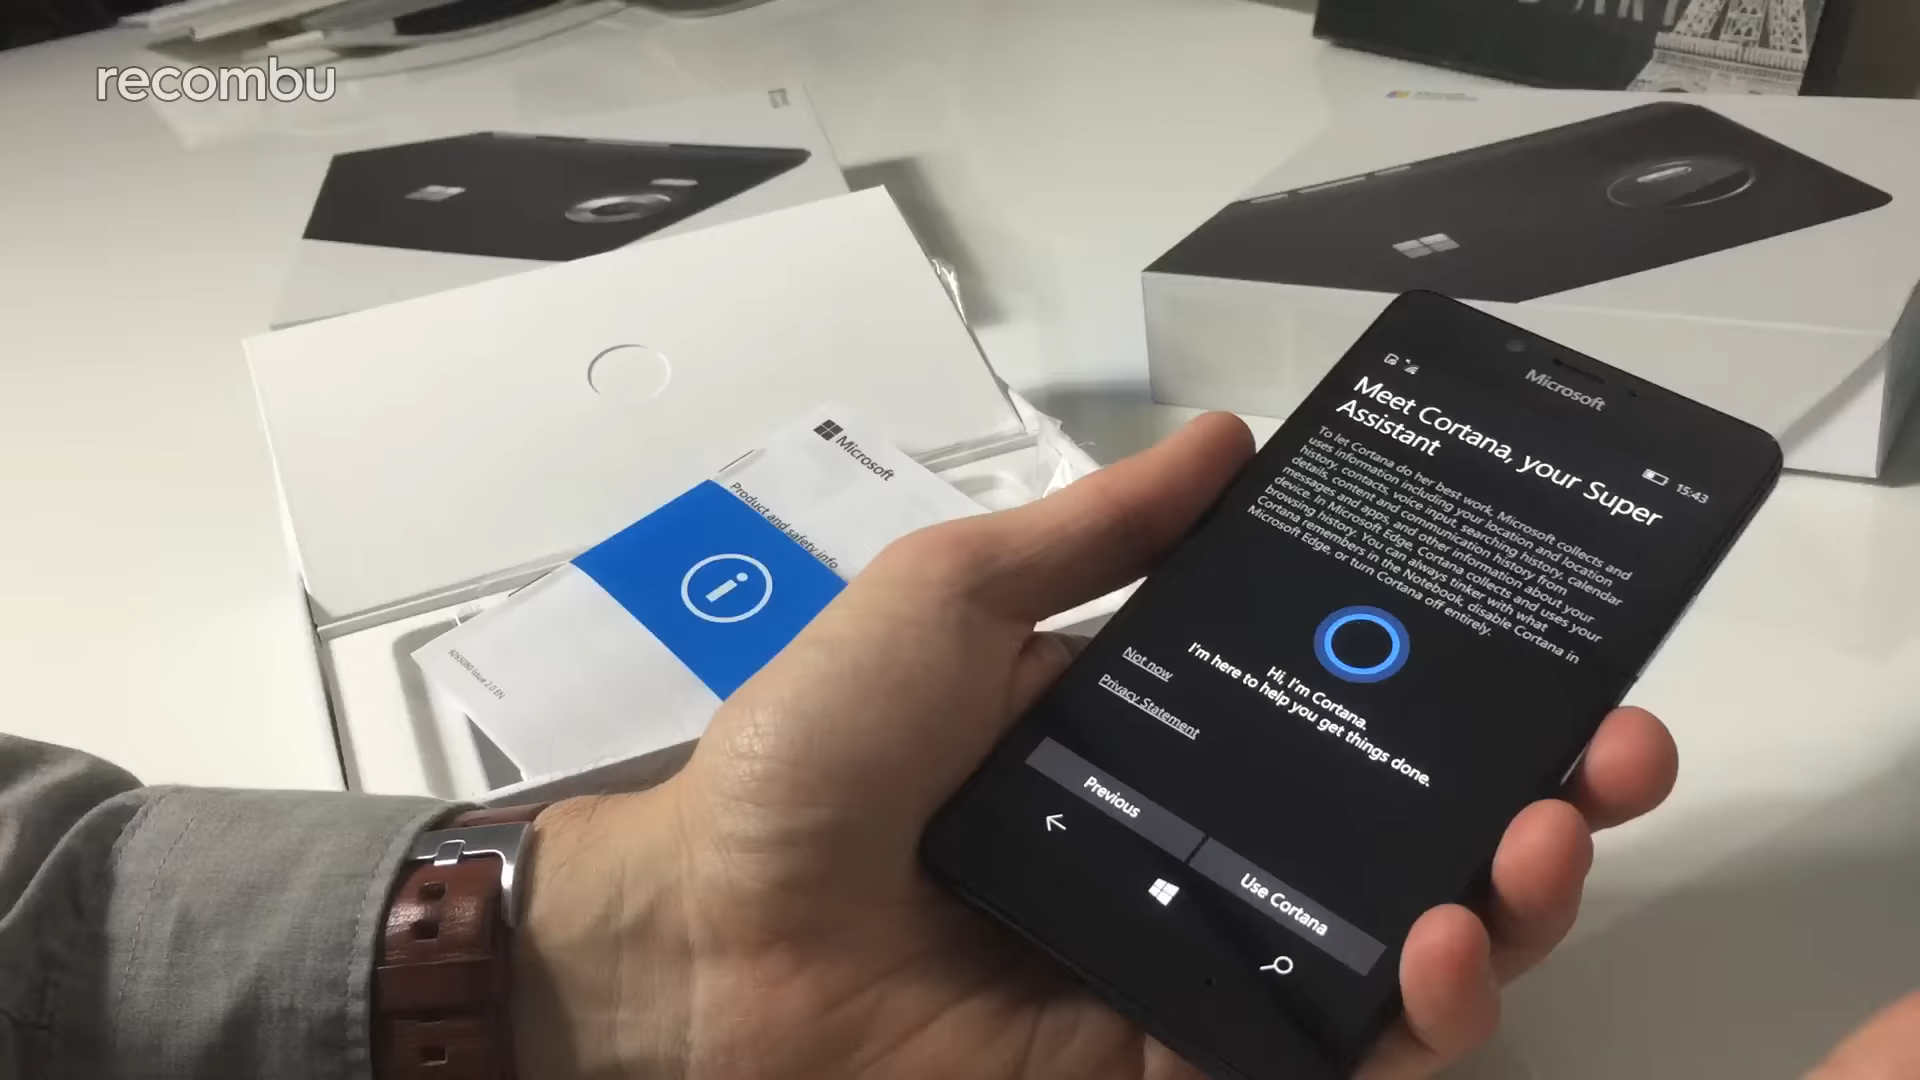 recombu
ART
Microsoft
Product and safety info
i
Microsoft
15:43
Meet Cortana, your Super
Assistant
To let Cortana do her best work, Microsoft collects and
uses information including your location and location
history, contacts, voice input, searching history, calendar
details, content and communication history from
messages and apps, and other information about your
device. In Microsoft Edge, Cortana collects and uses your
browsing history. You can always tinker with what
Cortana remembers in the Notebook, disable Cortana in
Microsoft Edge, or turn Cortana off entirely.
Hi, I'm Cortana.
I'm here to help you get things done.
Not now
Privacy Statement
Previous
Use Cortana